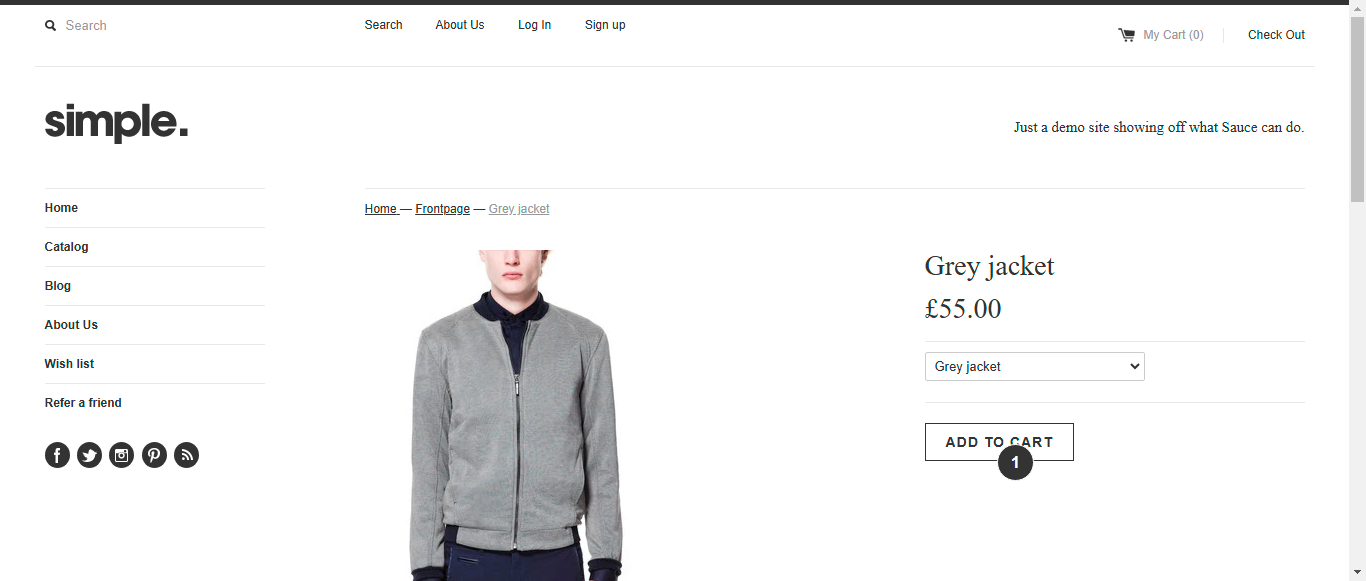 Search
Search About Us Log In Sign up
My Cart (0) Check Out
simple.
Just a demo site showing off what Sauce can do.
Home
Catalog
Blog
About Us
Wish list
Refer a friend
Home — Frontpage — Grey jacket
Grey jacket
£55.00
Grey jacket
ADD TO CART
1